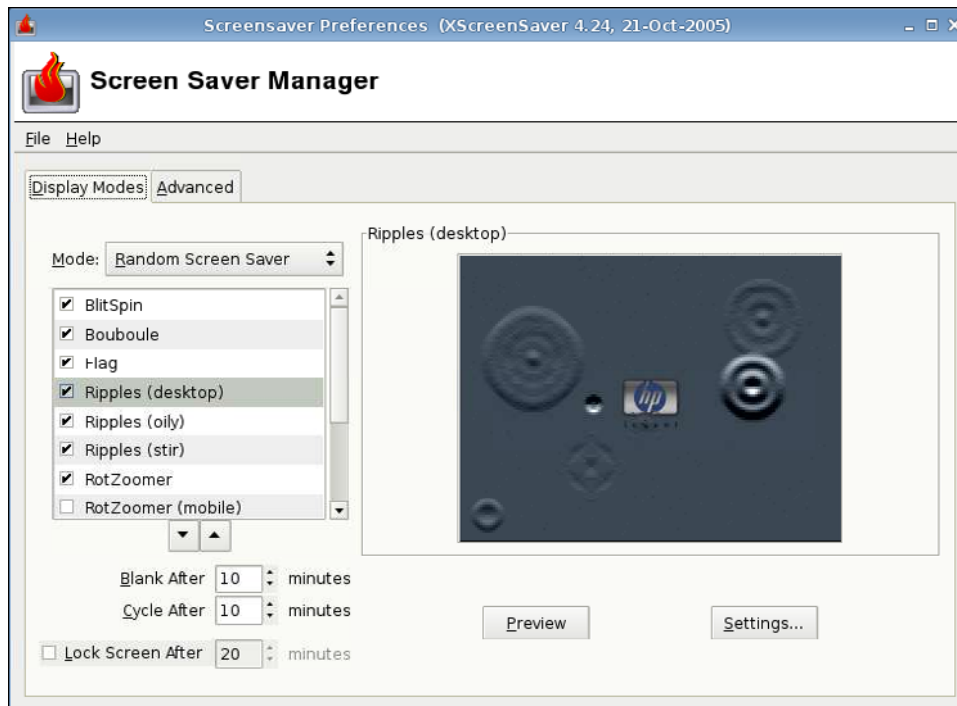 Screensaver Preferences (XScreenSaver 4.24, 21-Oct-2005)
Screen Saver Manager
File Help
Display Modes Advanced
Ripples (desktop)
Mode: Random Screen Saver
BlitSpin
Bouboule
Flag
Ripples (desktop)
Ripples (oily)
Ripples (stir)
RotZoomer
RotZoomer (mobile)
hp
Blank After 10 minutes
Cycle After 10 minutes
Lock Screen After 20 minutes
Preview Settings...